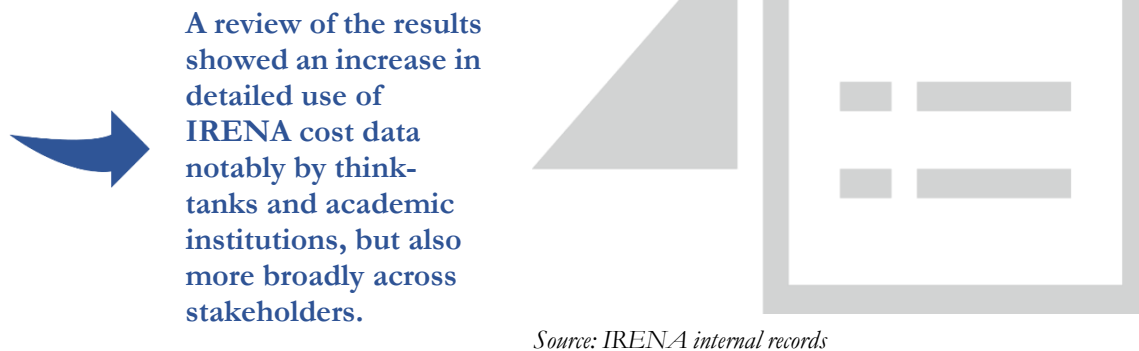 A review of the results
showed an increase in
detailed use of
IRENA cost data
notably by think-
tanks and academic
institutions, but also
more broadly across
stakeholders.
Source: IRENA internal records